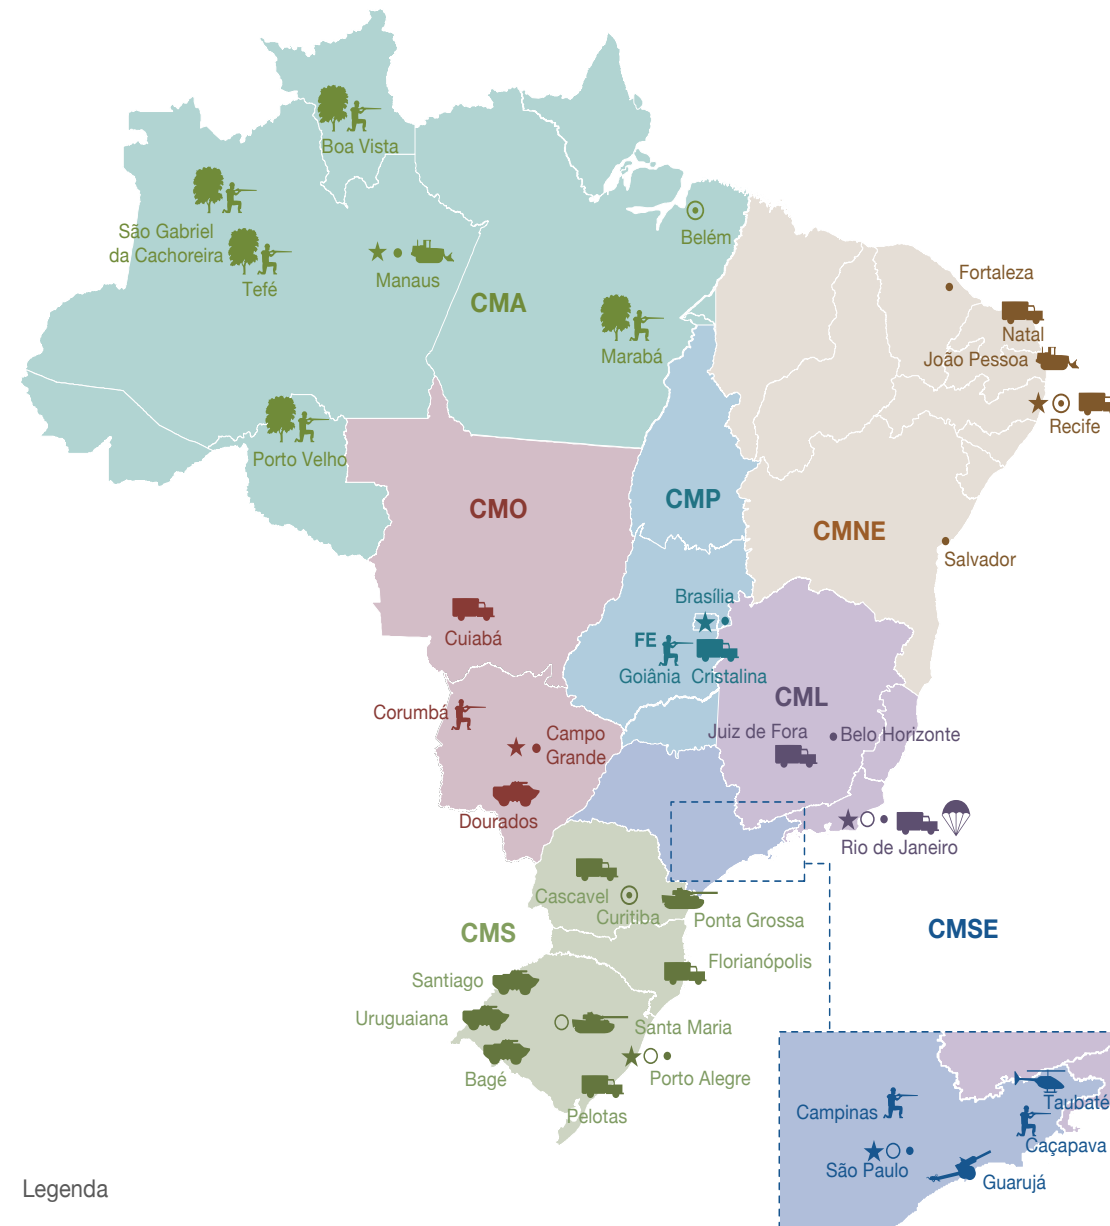 Boa Vista
São Gabriel
da Cachoreira
Tefé
Manaus
Belém
CMA
Marabá
Fortaleza
Natal
João Pessoa
Recife
Porto Velho
CMO
CMP
CMNE
Salvador
Brasília
Cuiabá
FE
Goiânia
Cristalina
CML
Corumbá
Campo
Grande
Juiz de Fora
Belo Horizonte
Dourados
Rio de Janeiro
Cascavel
Curitiba
Ponta Grossa
CMS
CMSE
Florianópolis
Santiago
Uruguaiana
Santa Maria
Bagé
Porto Alegre
Pelotas
Campinas
Taubaté
Caçapava
São Paulo
Guarujá
Legenda